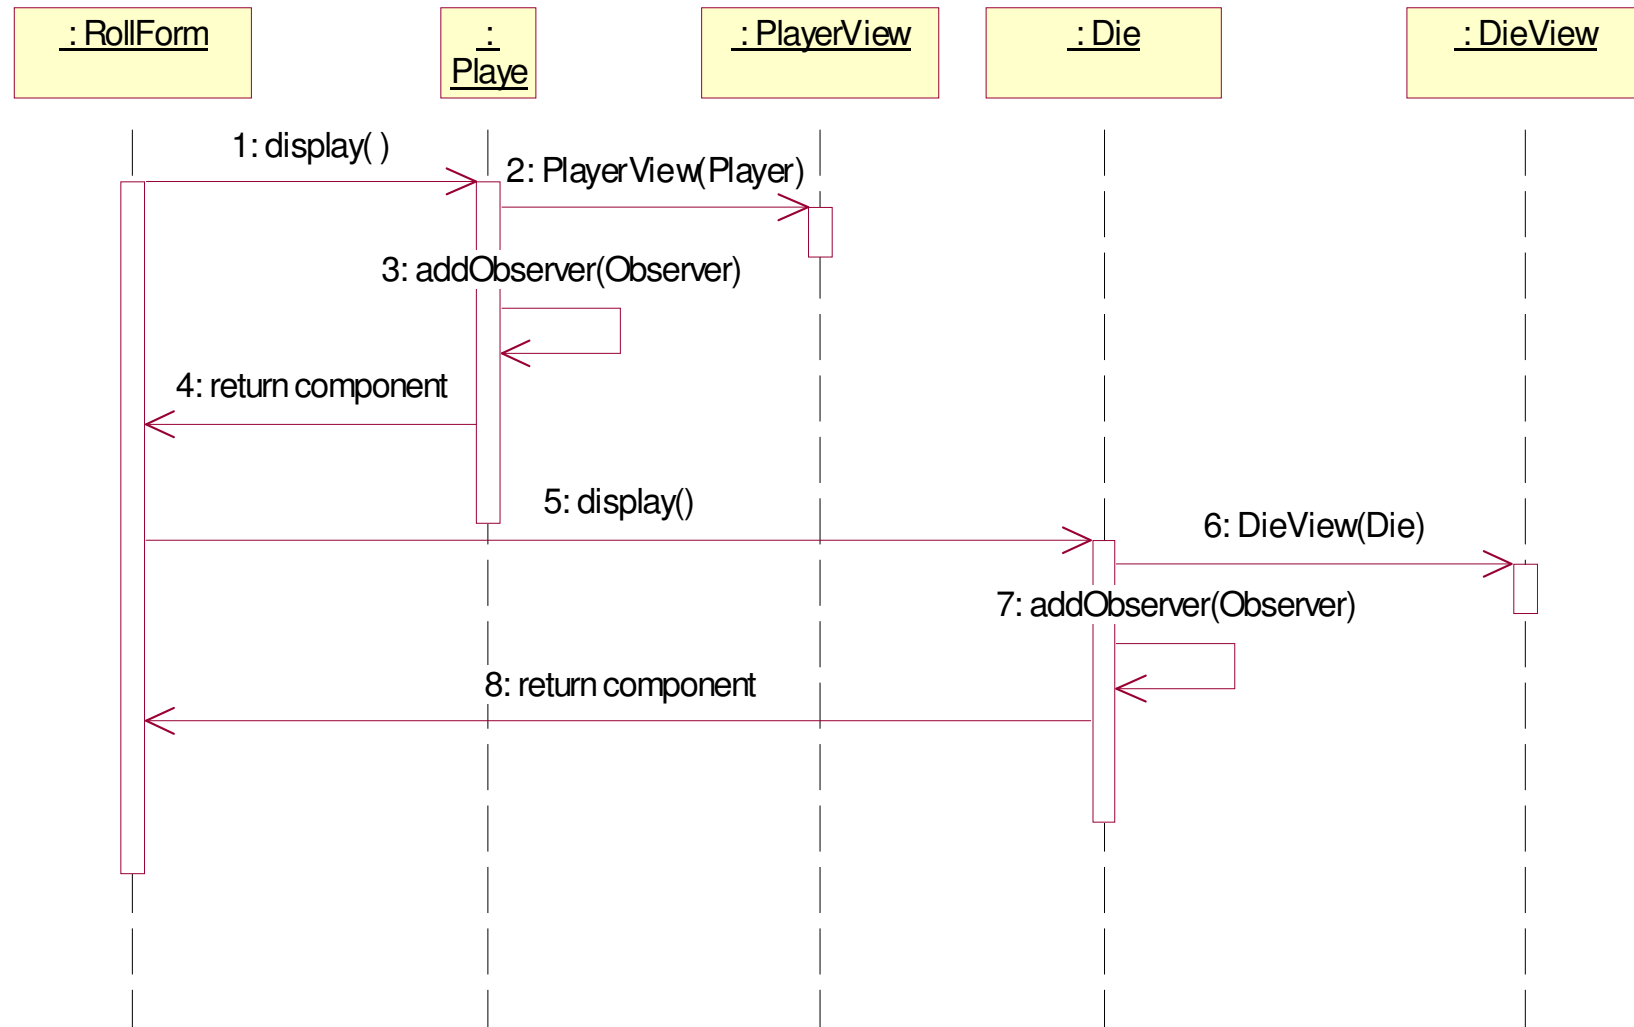 : RollForm
:
Playe
: PlayerView
: Die
: DieView
1: display( )
2: PlayerView(Player)
3: addObserver(Observer)
4: return component
5: display()
6: DieView(Die)
7: addObserver(Observer)
8: return component